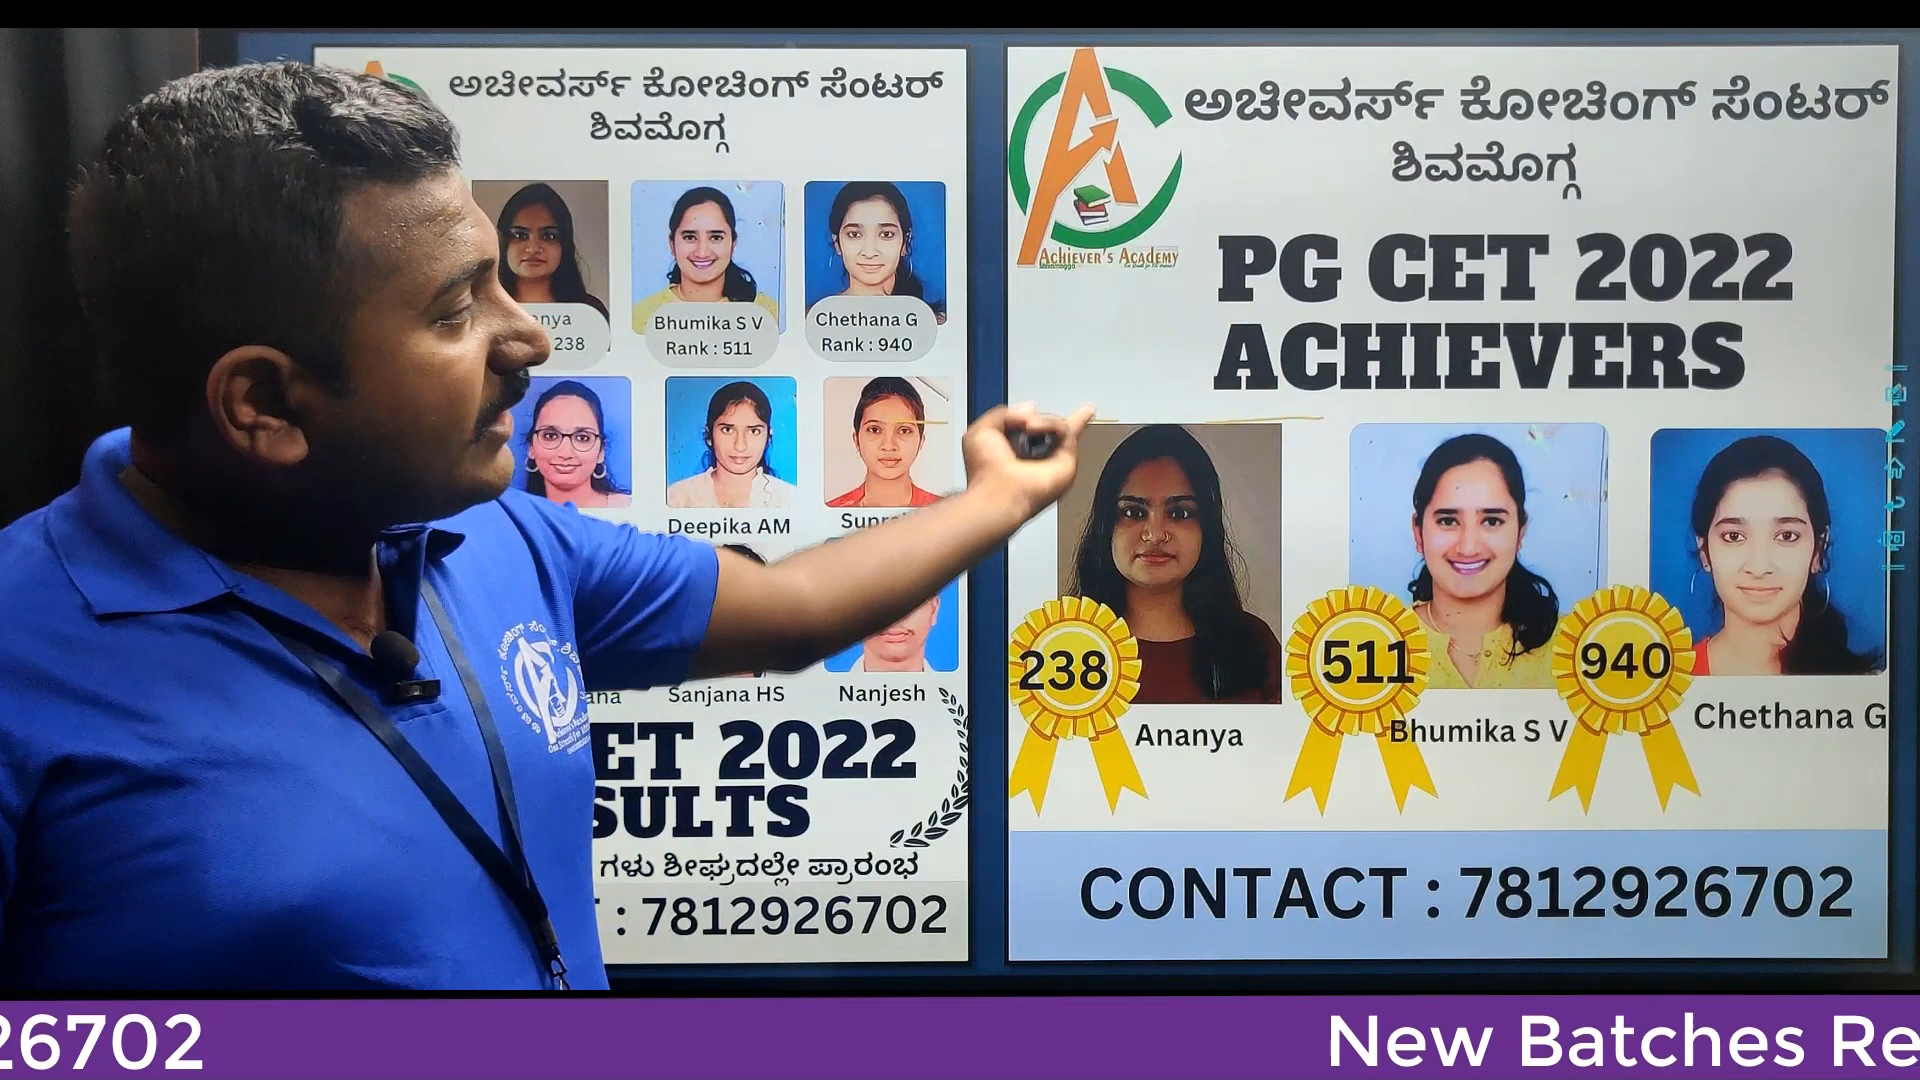 ಅಚೀವರ್ಸ್ ಕೋಚಿಂಗ್ ಸೆಂಟರ್
ಶಿವಮೊಗ್ಗ
Bhumika S V
Rank : 511
Chethana G
Rank : 940
238
Deepika AM
Sanjana HS
Nanjesh
ET 2022
SULTS
ಗಳು ಶೀಘ್ರದಲ್ಲೇ ಪ್ರಾರಂಭ
: 7812926702
ಅಚೀವರ್ಸ್ ಕೋಚಿಂಗ್ ಸೆಂಟರ್
ಶಿವಮೊಗ್ಗ
Achiever's Academy
PG CET 2022
ACHIEVERS
238
Ananya
511
Bhumika S V
940
Chethana G
CONTACT : 7812926702
26702
New Batches Re